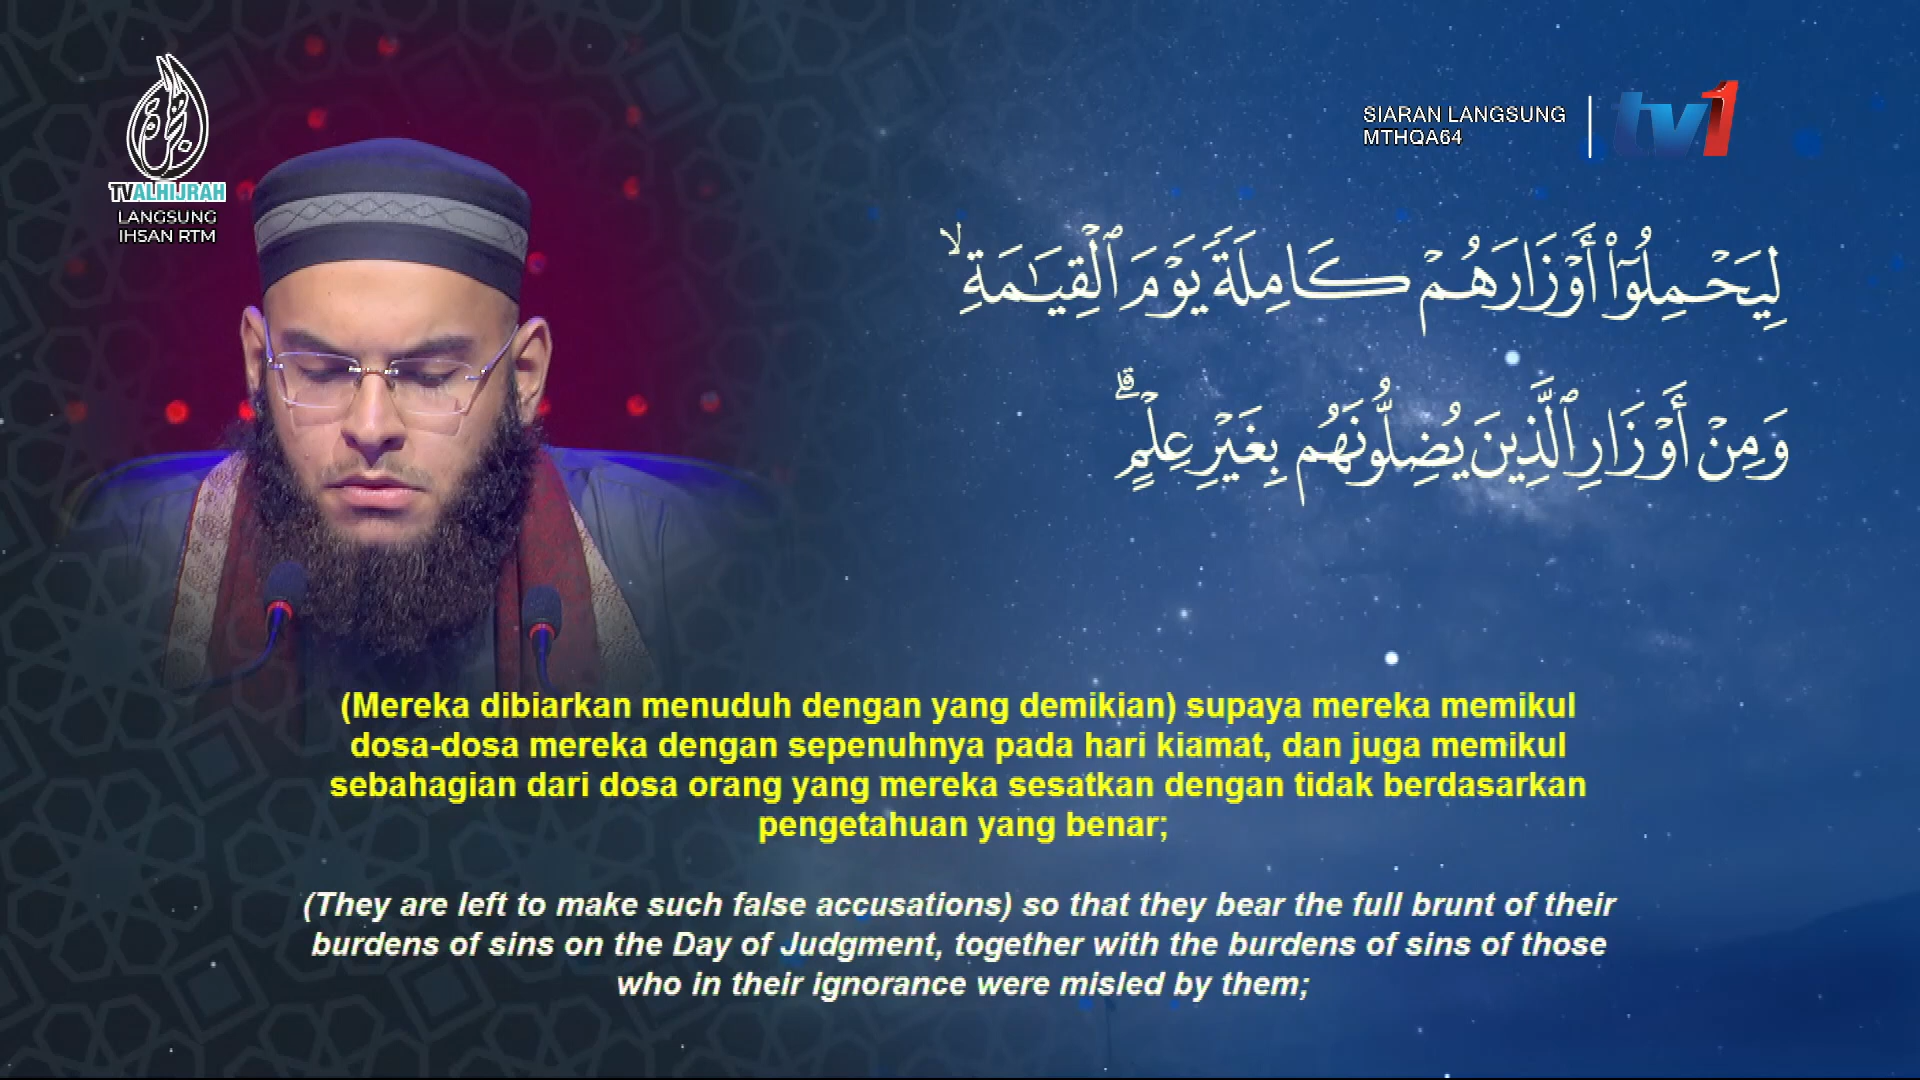 TVALHIJRAH
LANGSUNG
IHSAN RTM
SIARAN LANGSUNG
MTHQA64
tv1
لِيَحْمِلُوٓا۟ أَوْزَارَهُمْ كَامِلَةً يَوْمَ ٱلْقِيَـٰمَةِ ۙ
وَمِنْ أَوْزَارِ ٱلَّذِينَ يُضِلُّونَهُم بِغَيْرِ عِلْمٍ ۗ
(Mereka dibiarkan menuduh dengan yang demikian) supaya mereka memikul
dosa-dosa mereka dengan sepenuhnya pada hari kiamat, dan juga memikul
sebahagian dari dosa orang yang mereka sesatkan dengan tidak berdasarkan
pengetahuan yang benar;
(They are left to make such false accusations) so that they bear the full brunt of their
burdens of sins on the Day of Judgment, together with the burdens of sins of those
who in their ignorance were misled by them;